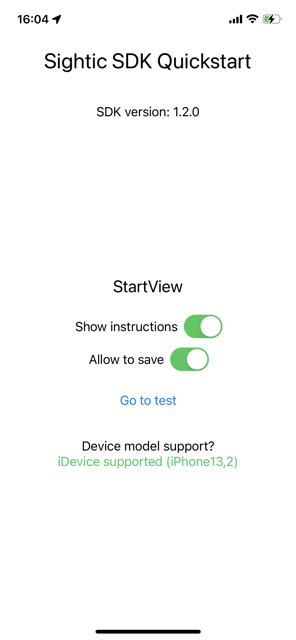 16:04
Sightic SDK Quickstart
SDK version: 1.2.0
StartView
Show instructions
Allow to save
Go to test
Device model support?
iDevice supported (iPhone13,2)